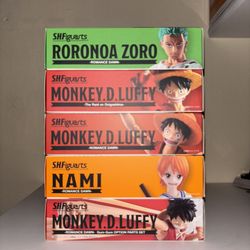 S.H.Figuarts
RORONOA ZORO
-ROMANCE DAWN-
S.H.Figuarts
MONKEY.D.LUFFY
-The Raid on Onigashima-
S.H.Figuarts
MONKEY.D.LUFFY
-ROMANCE DAWN-
S.H.Figuarts
NAMI
-ROMANCE DAWN-
S.H.Figuarts
MONKEY.D.LUFFY
-ROMANCE DAWN- Gum-Gum OPTION PARTS SET